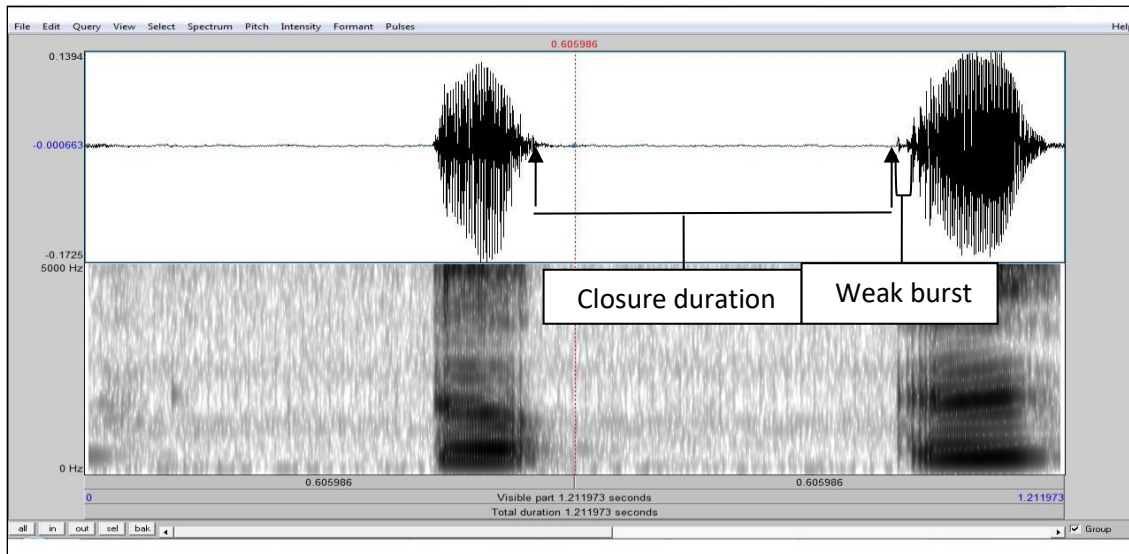 File Edit Query View Select Spectrum Pitch Intensity Formant Pulses Help
0.605986
0.1394
-0.000663
-0.1725
5000 Hz
Closure duration
Weak burst
0 Hz
0.605986 0.605986
0 Visible part 1.211973 seconds 1.211973
Total duration 1.211973 seconds
all in out sel bak Group